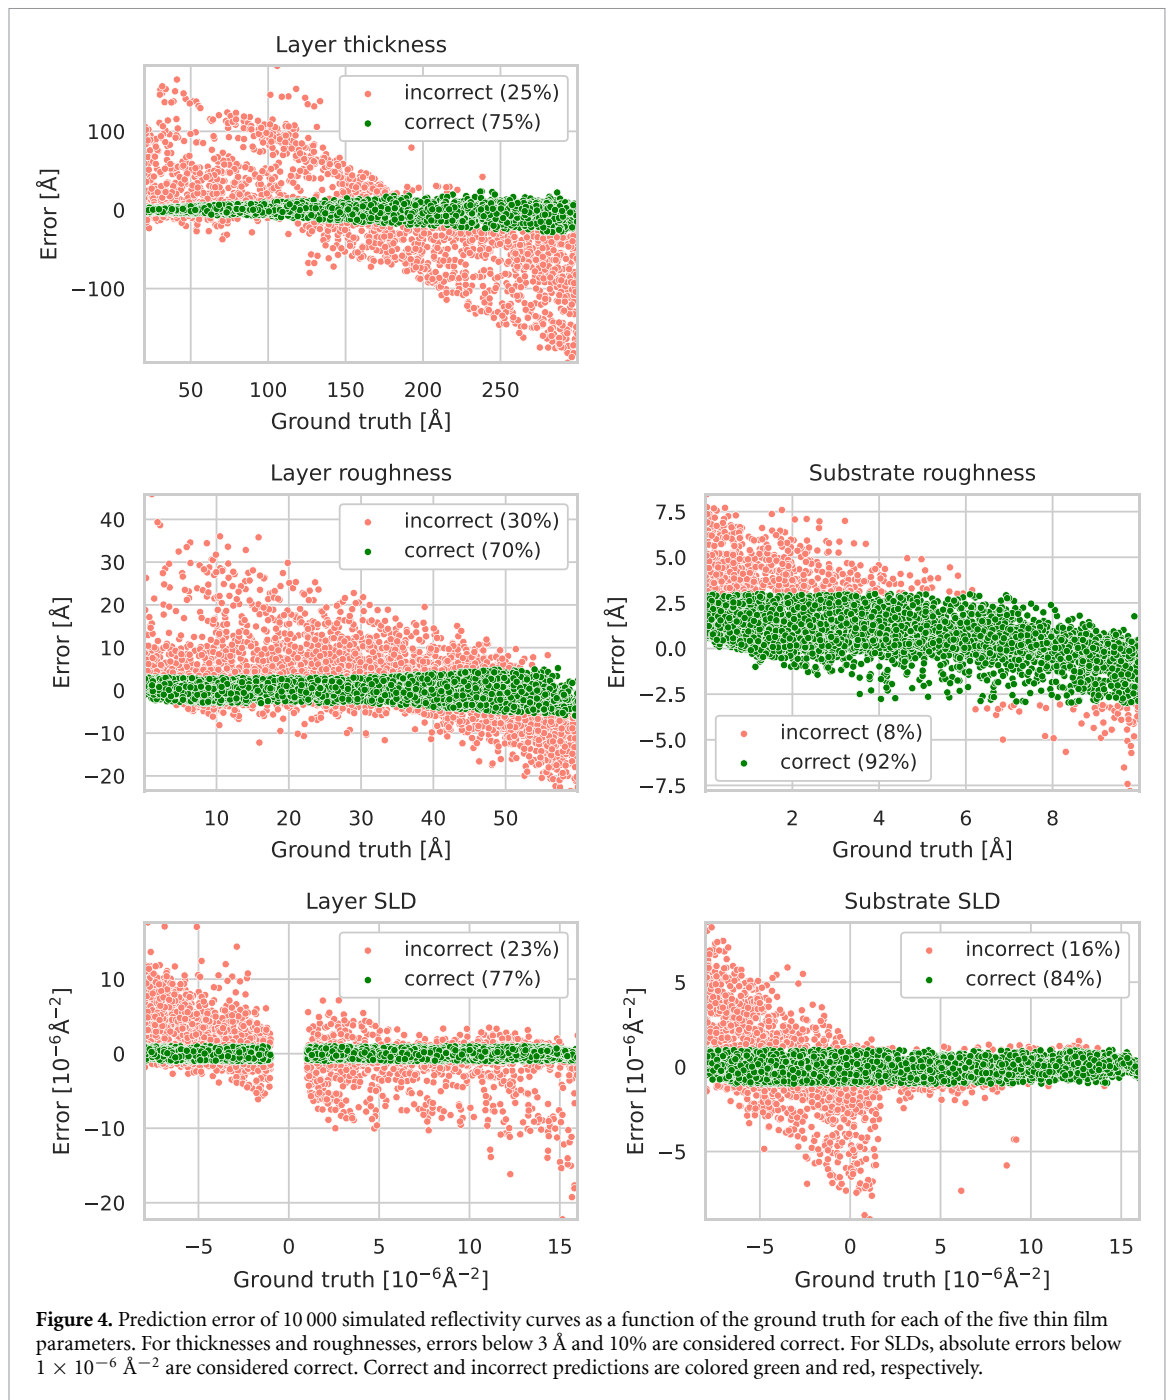 Layer thickness
incorrect (25%)
correct (75%)
100
0
−100
Error [Å]
50 100 150 200 250
Ground truth [Å]
Layer roughness
incorrect (30%)
correct (70%)
40
30
20
10
0
−10
−20
Error [Å]
10 20 30 40 50
Ground truth [Å]
Substrate roughness
7.5
5.0
2.5
0.0
−2.5
−5.0
−7.5
Error [Å]
incorrect (8%)
correct (92%)
2 4 6 8
Ground truth [Å]
Layer SLD
incorrect (23%)
correct (77%)
10
0
−10
−20
Error [10⁻⁶Å⁻²]
−5 0 5 10 15
Ground truth [10⁻⁶Å⁻²]
Substrate SLD
incorrect (16%)
correct (84%)
5
0
−5
Error [10⁻⁶Å⁻²]
−5 0 5 10 15
Ground truth [10⁻⁶Å⁻²]
Figure 4. Prediction error of 10 000 simulated reflectivity curves as a function of the ground truth for each of the five thin film
parameters. For thicknesses and roughnesses, errors below 3 Å and 10% are considered correct. For SLDs, absolute errors below
1 × 10⁻⁶ Å⁻² are considered correct. Correct and incorrect predictions are colored green and red, respectively.